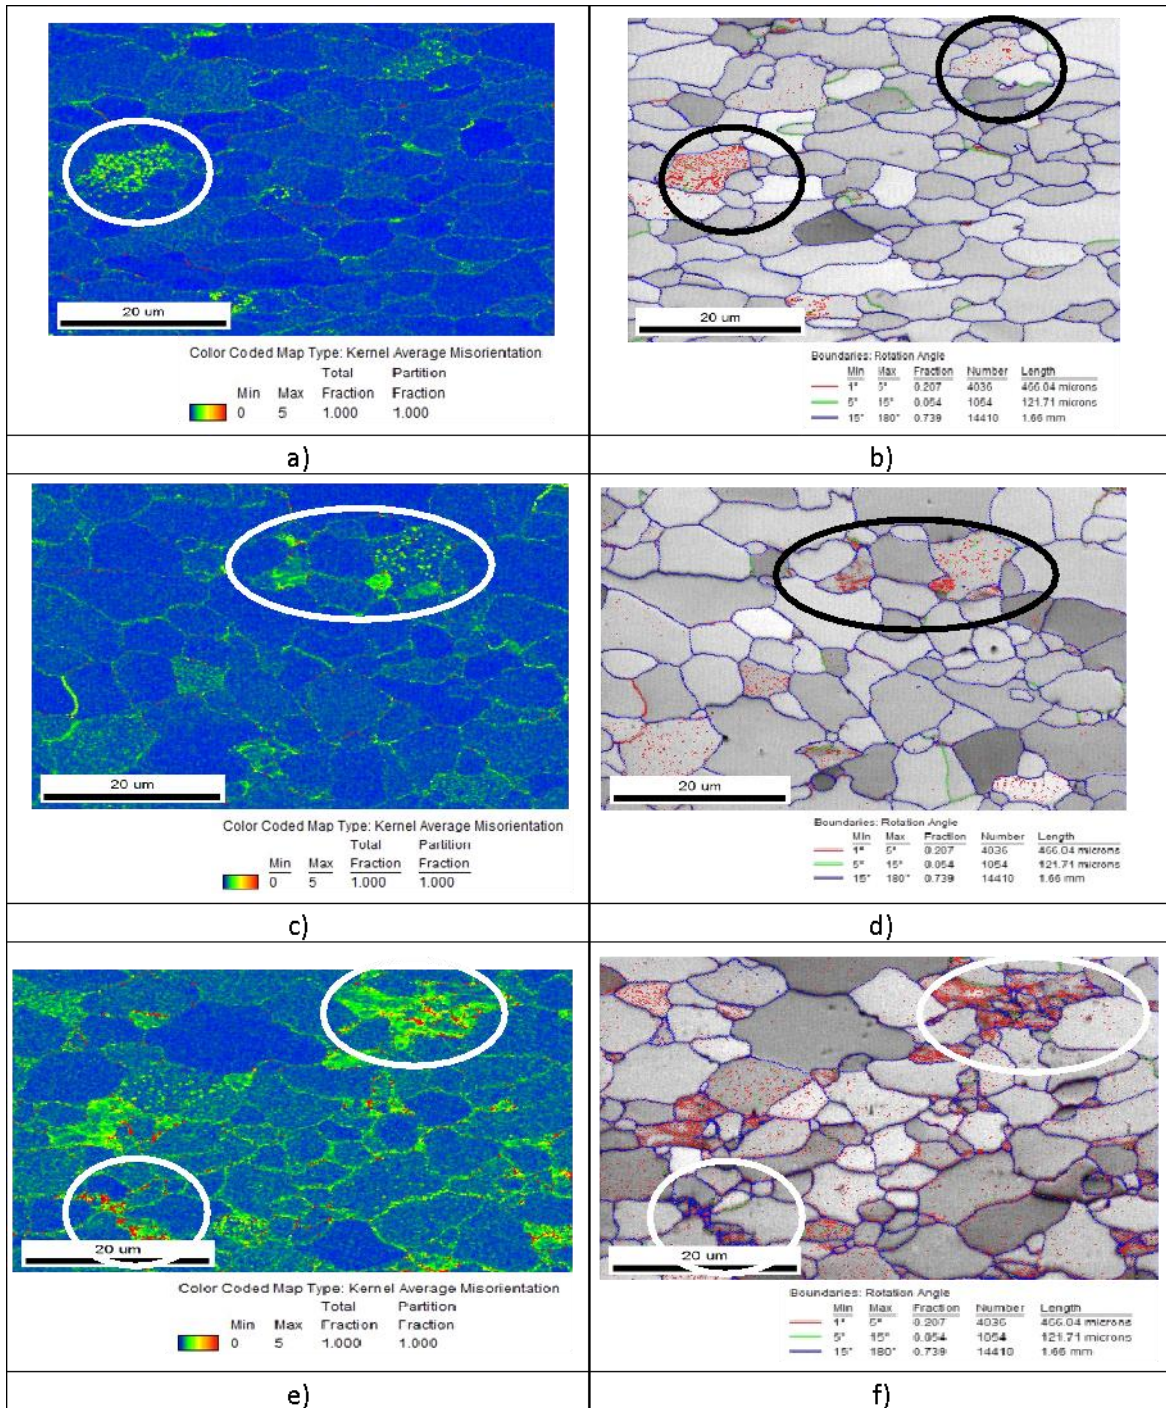 20 um
Color Coded Map Type: Kernel Average Misorientation
Total Partition
Min Max Fraction Fraction
0 5 1.000 1.000
a)
20 um
Boundaries: Rotation Angle
Min Max Fraction Number Length
1° 5° 0.207 4036 466.04 microns
5° 15° 0.054 1054 121.71 microns
15° 180° 0.739 14410 1.66 mm
b)
20 um
Color Coded Map Type: Kernel Average Misorientation
Total Partition
Min Max Fraction Fraction
0 5 1.000 1.000
c)
20 um
Boundaries: Rotation Angle
Min Max Fraction Number Length
1° 5° 0.207 4036 466.04 microns
5° 15° 0.054 1054 121.71 microns
15° 180° 0.739 14410 1.66 mm
d)
20 um
Color Coded Map Type: Kernel Average Misorientation
Total Partition
Min Max Fraction Fraction
0 5 1.000 1.000
e)
20 um
Boundaries: Rotation Angle
Min Max Fraction Number Length
1° 5° 0.207 4036 466.04 microns
5° 15° 0.054 1054 121.71 microns
15° 180° 0.739 14410 1.66 mm
f)